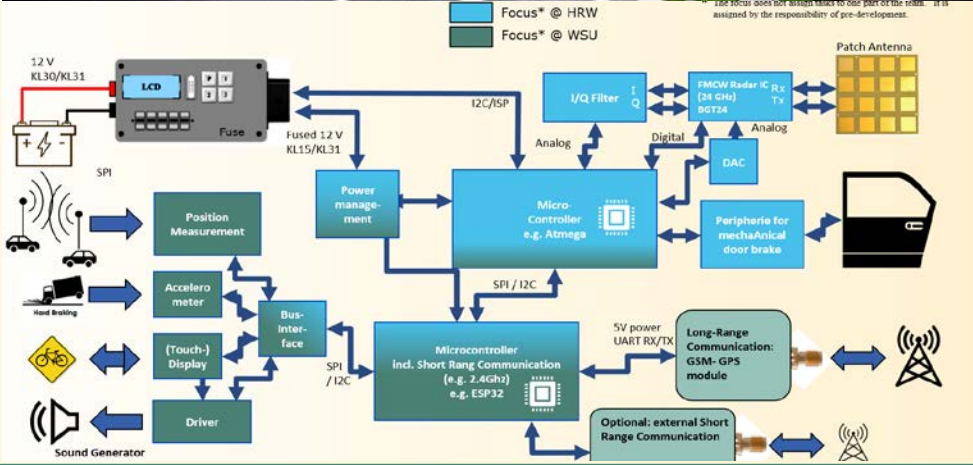 Focus* @ HRW
Focus* @ WSU
* The focus does not assign tasks to one part of the team. It is
assigned by the responsibility of pre-development.
12 V
KL30/KL31
LCD
Fuse
Fused 12 V
KL15/KL31
I2C/ISP
I/Q Filter
I
Q
FMCW Radar IC
(24 GHz)
BGT24
Rx
Tx
Patch Antenna
Analog
Digital
Analog
DAC
SPI
Position
Measurement
Power
manage-
ment
Micro-
Controller
e.g. Atmega
Peripherie for
mechaAnical
door brake
Hard Braking
Accelero
meter
Bus-
Inter-
face
SPI / I2C
(Touch-)
Display
SPI
/ I2C
Microcontroller
incl. Short Rang Communication
(e.g. 2.4Ghz)
e.g. ESP32
5V power
UART RX/TX
Long-Range
Communication:
GSM- GPS
module
Driver
Sound Generator
Optional: external Short
Range Communication